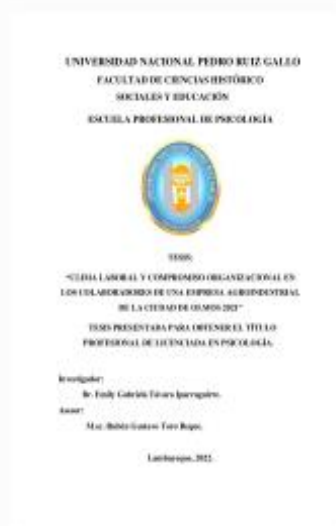 UNIVERSIDAD NACIONAL PEDRO RUIZ GALLO
FACULTAD DE CIENCIAS HISTÓRICO
SOCIALES Y EDUCACIÓN
ESCUELA PROFESIONAL DE PSICOLOGÍA
TESIS:
"CLIMA LABORAL Y COMPROMISO ORGANIZACIONAL EN
LOS COLABORADORES DE UNA EMPRESA AGROINDUSTRIAL
DE LA CIUDAD DE OLMOS 2021"
TESIS PRESENTADA PARA OBTENER EL TÍTULO
PROFESIONAL DE LICENCIADA EN PSICOLOGÍA.
Investigador:
Br. Emily Gabriela Távara
Asesor:
M.sc. Rubén Gustavo Toro Reque.
Lambayeque, 2022.